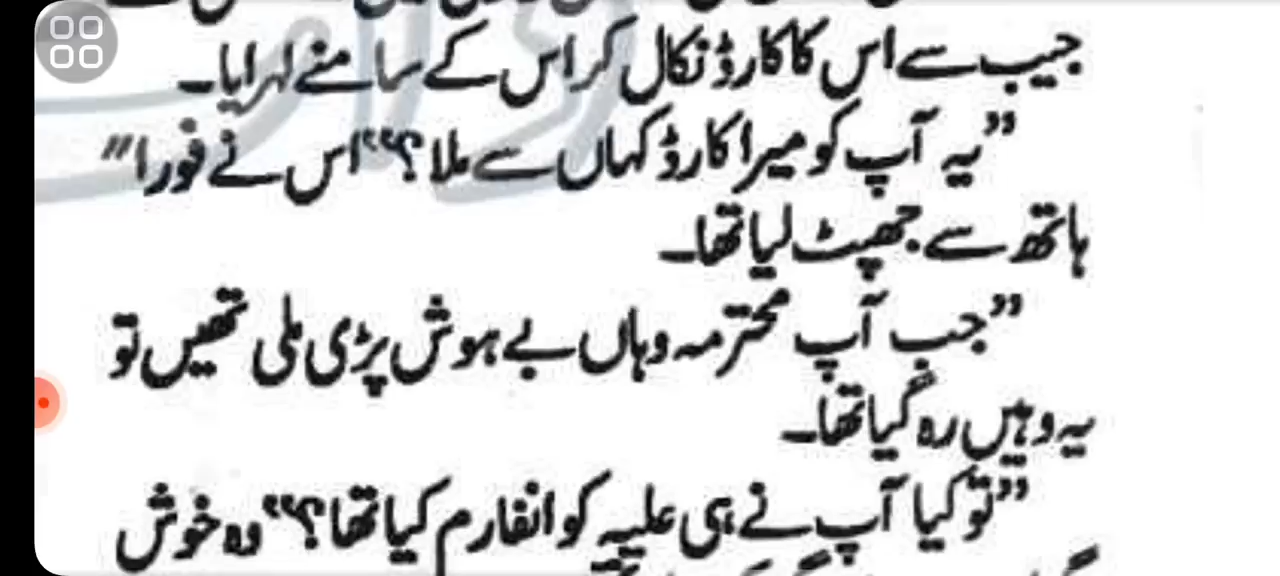 جیب سے اس کا کارڈ نکال کر اس کے سامنے لہرایا۔
”یہ آپ کو میرا کارڈ کہاں سے ملا؟“ اس نے فورا"
ہاتھ سے جھپٹ لیا تھا۔
”جب آپ محترمہ وہاں بے ہوش پڑی ملی تھیں تو
یہ وہیں رہ گیا تھا۔
”تو کیا آپ نے ہی علیہ کو انفارم کیا تھا؟“ وہ خوش